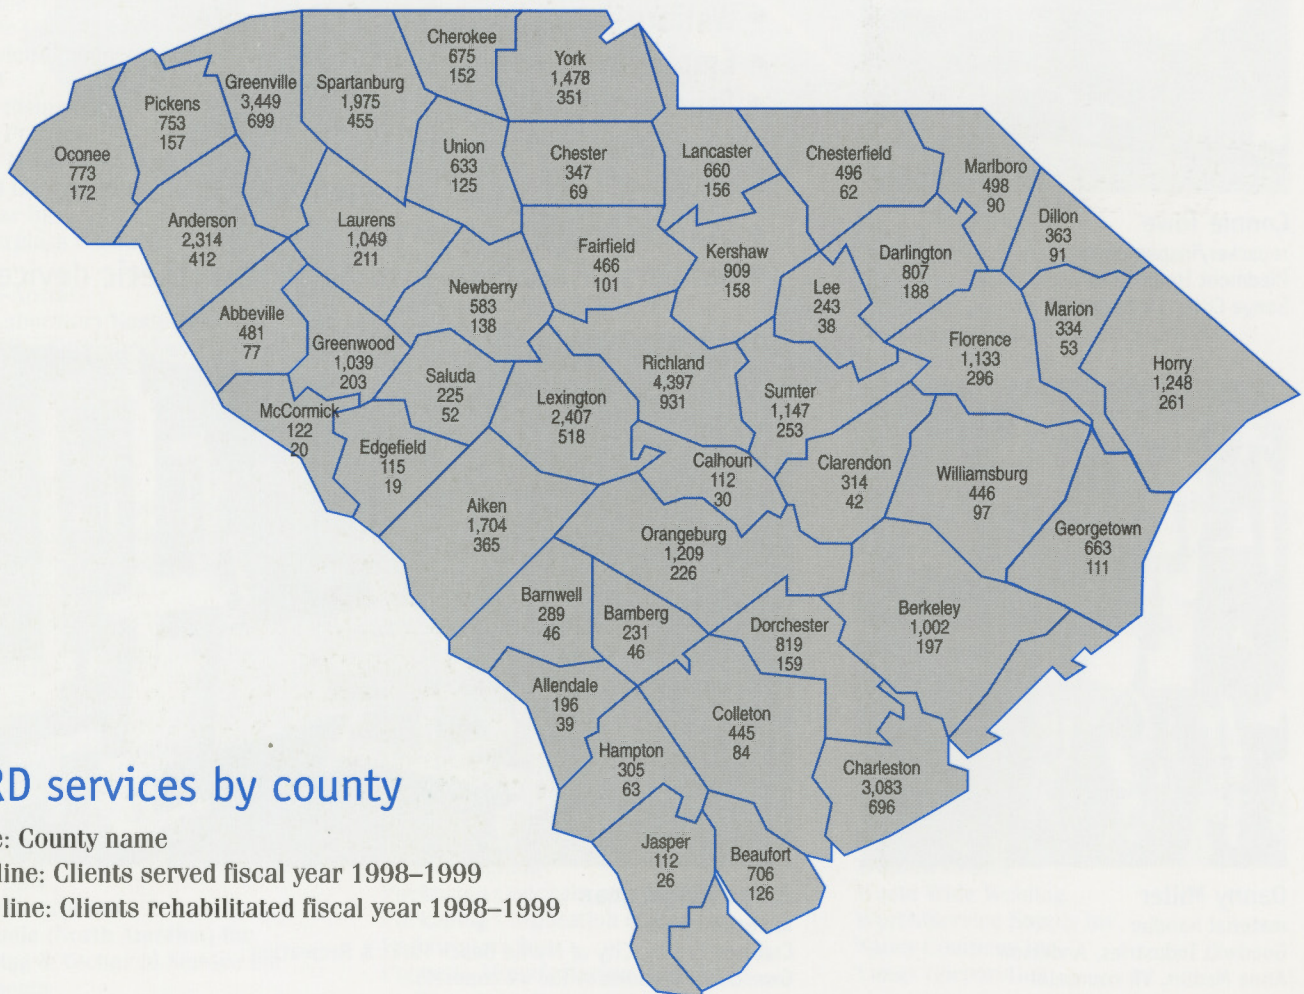 Cherokee
675
152
York
1,478
351
Greenville
3,449
699
Spartanburg
1,975
455
Pickens
753
157
Oconee
773
172
Union
633
125
Chester
347
69
Lancaster
660
156
Chesterfield
496
62
Marlboro
498
90
Dillon
363
91
Anderson
2,314
412
Laurens
1,049
211
Fairfield
466
101
Kershaw
909
158
Darlington
807
188
Lee
243
38
Newberry
583
138
Abbeville
481
77
Greenwood
1,039
203
Marion
334
53
Florence
1,133
296
Horry
1,248
261
Richland
4,397
931
Saluda
225
52
Lexington
2,407
518
Sumter
1,147
253
McCormick
122
20
Edgefield
115
19
Calhoun
112
30
Clarendon
314
42
Williamsburg
446
97
Aiken
1,704
365
Orangeburg
1,209
226
Georgetown
663
111
Barnwell
289
46
Bamberg
231
46
Dorchester
819
159
Berkeley
1,002
197
Allendale
196
39
Colleton
445
84
Hampton
305
63
Charleston
3,083
696
Jasper
112
26
Beaufort
706
126
RD services by county
e: County name
line: Clients served fiscal year 1998–1999
line: Clients rehabilitated fiscal year 1998–1999